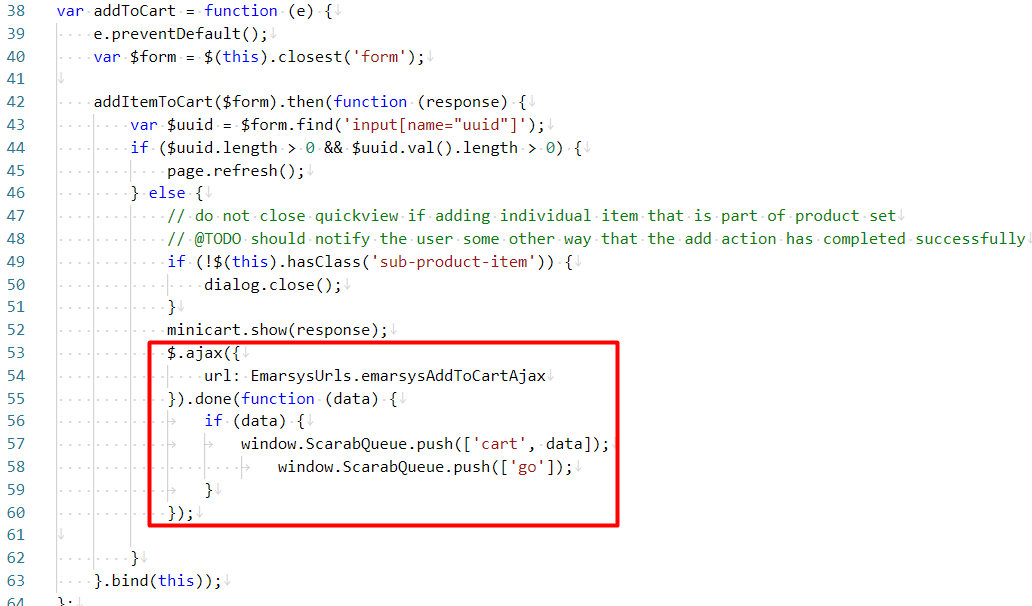 38 var addToCart = function (e) {
39 e.preventDefault();
40 var $form = $(this).closest('form');
41
42 addItemToCart($form).then(function (response) {
43 var $uuid = $form.find('input[name="uuid"]');
44 if ($uuid.length > 0 && $uuid.val().length > 0) {
45 page.refresh();
46 } else {
47 // do not close quickview if adding individual item that is part of product set
48 // @TODO should notify the user some other way that the add action has completed successfully
49 if (!$(this).hasClass('sub-product-item')) {
50 dialog.close();
51 }
52 minicart.show(response);
53 $.ajax({
54 url: EmarsysUrls.emarsysAddToCartAjax
55 }).done(function (data) {
56 if (data) {
57 window.ScarabQueue.push(['cart', data]);
58 window.ScarabQueue.push(['go']);
59 }
60 });
61
62 }
63 }.bind(this));
64 };